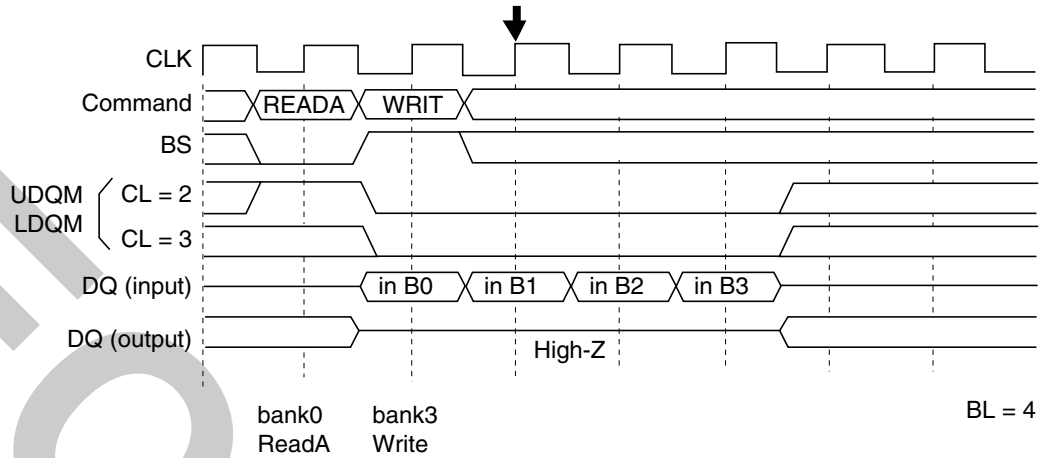 CLK
Command READA WRIT
BS
UDQM CL = 2
LDQM CL = 3
DQ (input) in B0 in B1 in B2 in B3
DQ (output) High-Z
bank0 bank3 BL = 4
ReadA Write